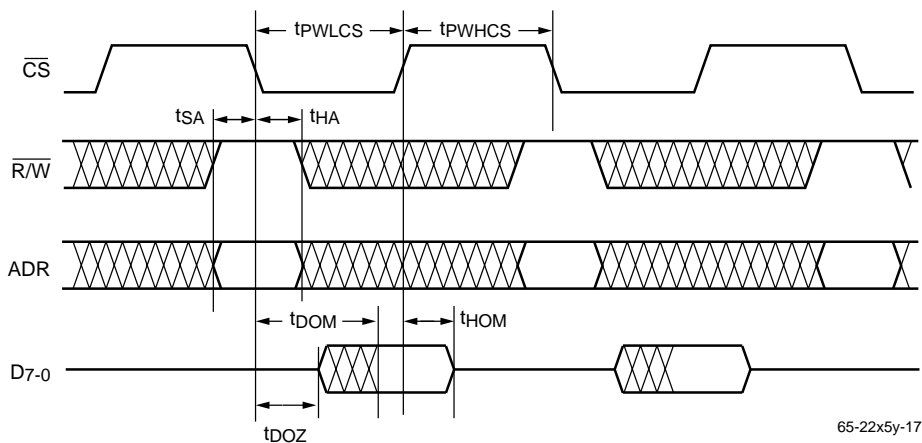 tPWLCS tPWHCS
CS
tSA tHA
R/W
ADR
tDOM tHOM
D7-0
tDOZ
65-22x5y-17